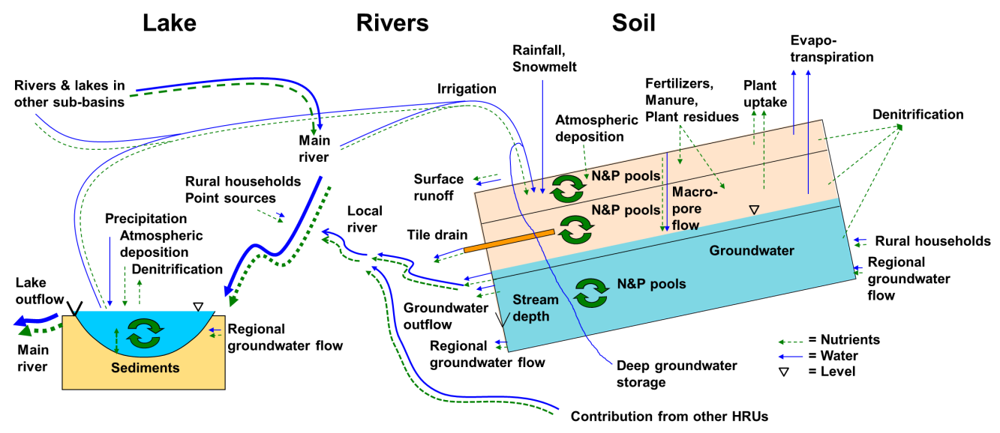 Lake
Rivers
Soil
Rivers & lakes in
other sub-basins
Main
river
Irrigation
Rainfall,
Snowmelt
Atmospheric
deposition
Fertilizers,
Manure,
Plant residues
Plant
uptake
Evapo-
transpiration
Denitrification
Rural households
Point sources
Precipitation
Atmospheric
deposition
Denitrification
Lake
outflow
Main
river
Sediments
Regional
groundwater flow
Local
river
Surface
runoff
Tile drain
N&P pools
N&P pools
Macro-
pore
flow
Groundwater
N&P pools
Stream
depth
Groundwater
outflow
Regional
groundwater flow
Rural households
Regional
groundwater
flow
Deep groundwater
storage
Contribution from other HRUs
= Nutrients
= Water
= Level